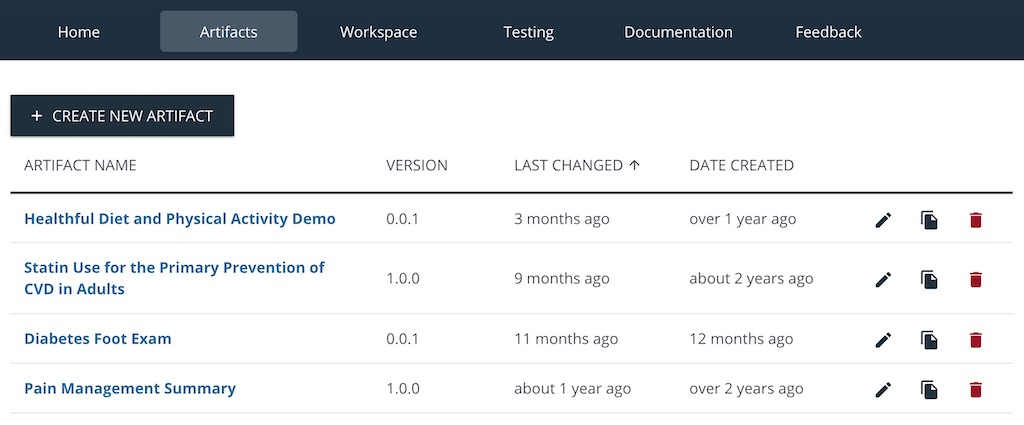 Home Artifacts Workspace Testing Documentation Feedback
+ CREATE NEW ARTIFACT
ARTIFACT NAME VERSION LAST CHANGED ↑ DATE CREATED
Healthful Diet and Physical Activity Demo 0.0.1 3 months ago over 1 year ago
Statin Use for the Primary Prevention of
CVD in Adults 1.0.0 9 months ago about 2 years ago
Diabetes Foot Exam 0.0.1 11 months ago 12 months ago
Pain Management Summary 1.0.0 about 1 year ago over 2 years ago